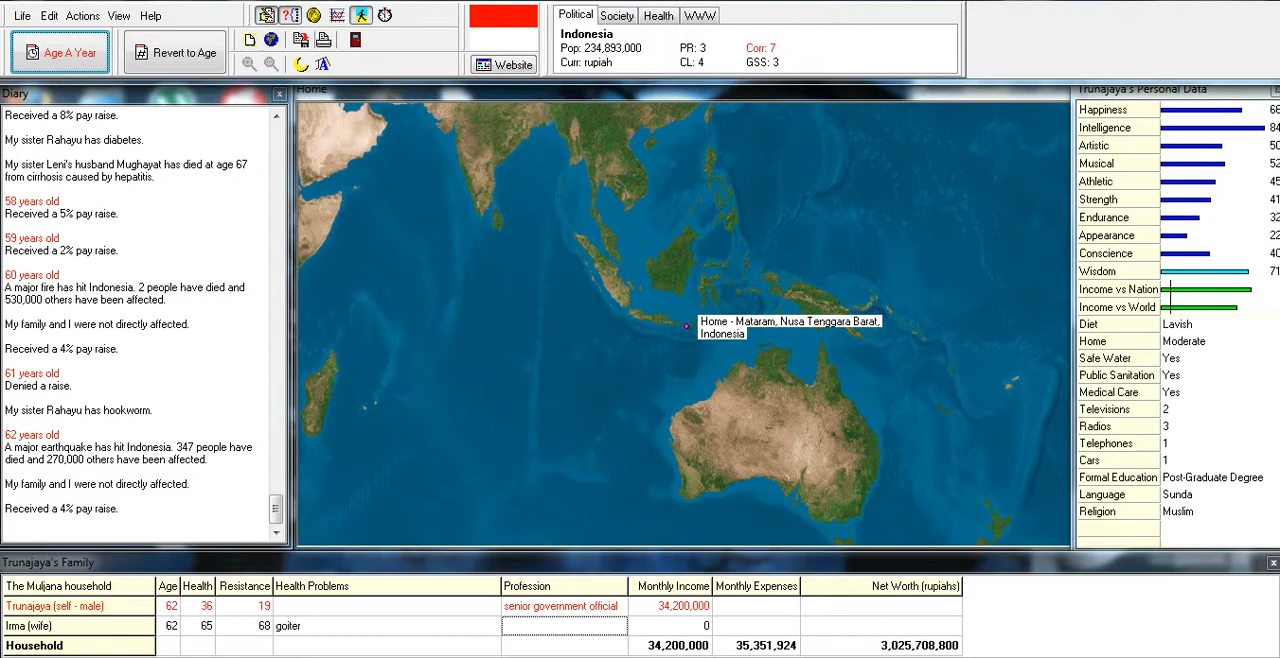 Life Edit Actions View Help
Age A Year
Revert to Age
Website
Political Society Health WWW
Indonesia
Pop: 234,893,000 PR: 3 Corr: 7
Curr: rupiah CL: 4 GSS: 3
Diary
Received a 8% pay raise.
My sister Rahayu has diabetes.
My sister Leni's husband Mughayat has died at age 67
from cirrhosis caused by hepatitis.
58 years old
Received a 5% pay raise.
59 years old
Received a 2% pay raise.
60 years old
A major fire has hit Indonesia. 2 people have died and
530,000 others have been affected.
My family and I were not directly affected.
Received a 4% pay raise.
61 years old
Denied a raise.
My sister Rahayu has hookworm.
62 years old
A major earthquake has hit Indonesia. 347 people have
died and 270,000 others have been affected.
My family and I were not directly affected.
Received a 4% pay raise.
Home
Home - Mataram, Nusa Tenggara Barat,
Indonesia
Trunajaya's Personal Data
Happiness 66
Intelligence 84
Artistic 50
Musical 52
Athletic 45
Strength 41
Endurance 32
Appearance 22
Conscience 40
Wisdom 71
Income vs Nation
Income vs World
Diet Lavish
Home Moderate
Safe Water Yes
Public Sanitation Yes
Medical Care Yes
Televisions 2
Radios 3
Telephones 1
Cars 1
Formal Education Post-Graduate Degree
Language Sunda
Religion Muslim
Trunajaya's Family
The Muljana household Age Health Resistance Health Problems Profession Monthly Income Monthly Expenses Net Worth (rupiahs)
Trunajaya (self - male) 62 36 19 senior government official 34,200,000
Irma (wife) 62 65 68 goiter 0
Household 34,200,000 35,351,924 3,025,708,800